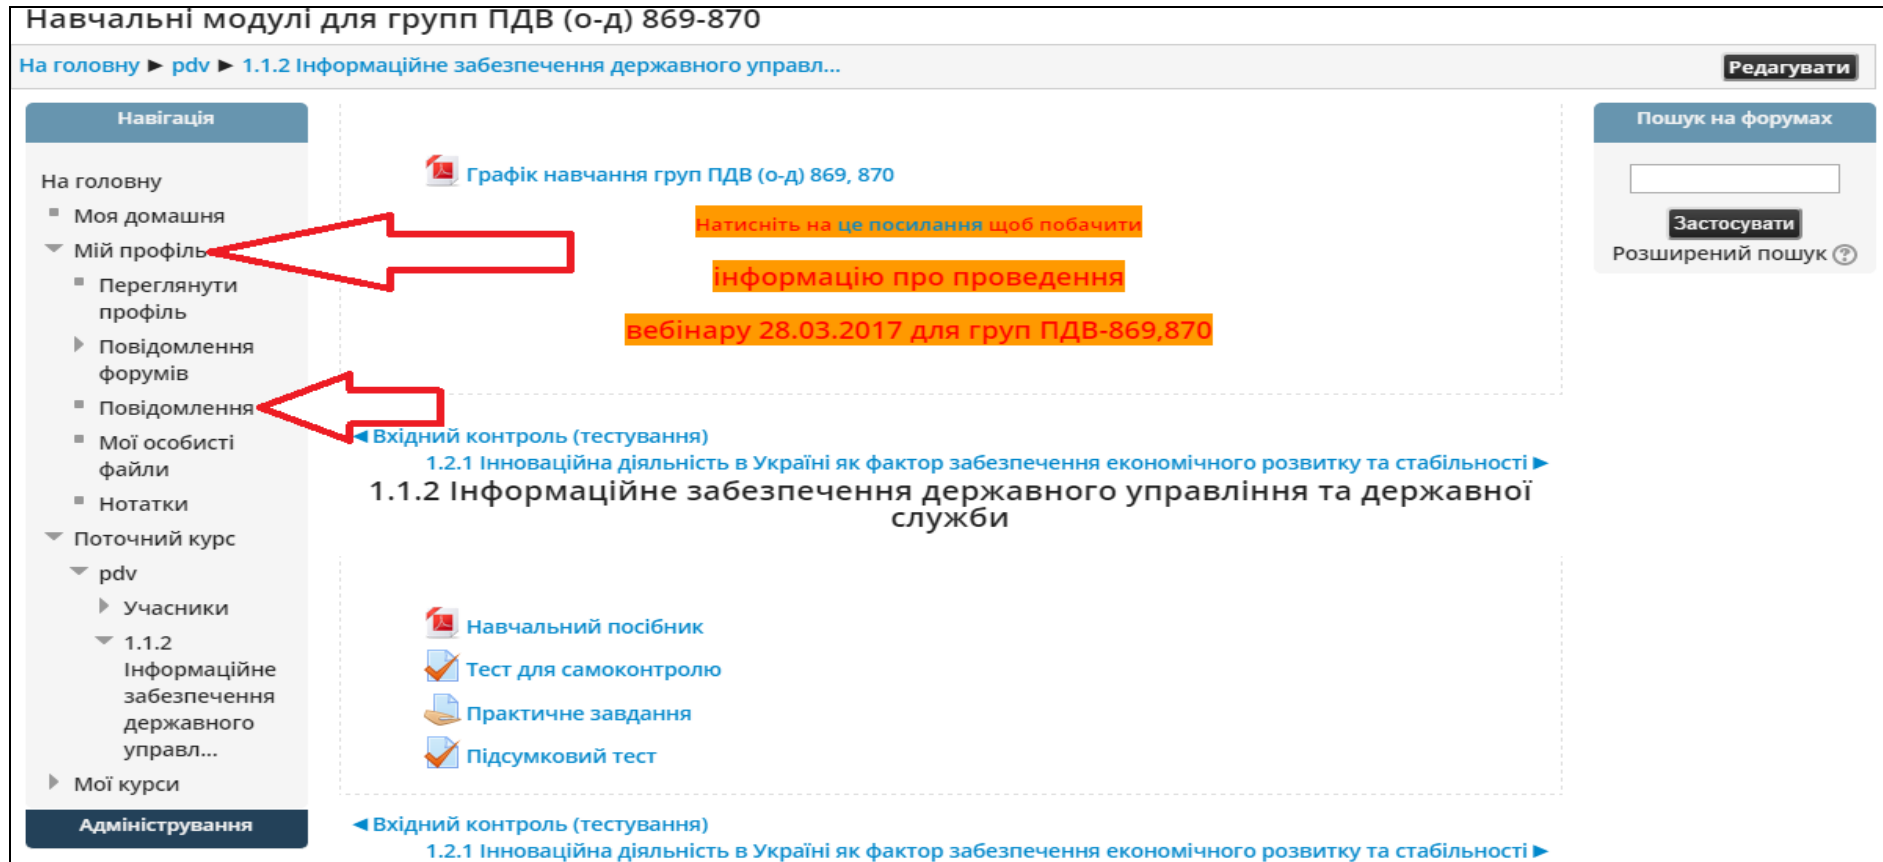 Навчальні модулі для групп ПДВ (о-д) 869-870
На головну ► pdv ► 1.1.2 Інформаційне забезпечення державного управл...
Редагувати
Навігація
На головну
Моя домашня
Мій профіль
Переглянути
профіль
Повідомлення
форумів
Повідомлення
Мої особисті
файли
Нотатки
Поточний курс
pdv
Учасники
1.1.2
Інформаційне
забезпечення
державного
управл...
Мої курси
Адміністрування
Графік навчання груп ПДВ (о-д) 869, 870
Натисніть на це посилання щоб побачити
інформацію про проведення
вебінару 28.03.2017 для груп ПДВ-869,870
◄Вхідний контроль (тестування)
1.2.1 Інноваційна діяльність в Україні як фактор забезпечення економічного розвитку та стабільності►
1.1.2 Інформаційне забезпечення державного управління та державної
служби
Навчальний посібник
Тест для самоконтролю
Практичне завдання
Підсумковий тест
◄Вхідний контроль (тестування)
1.2.1 Інноваційна діяльність в Україні як фактор забезпечення економічного розвитку та стабільності►
Пошук на форумах
Застосувати
Розширений пошук ?